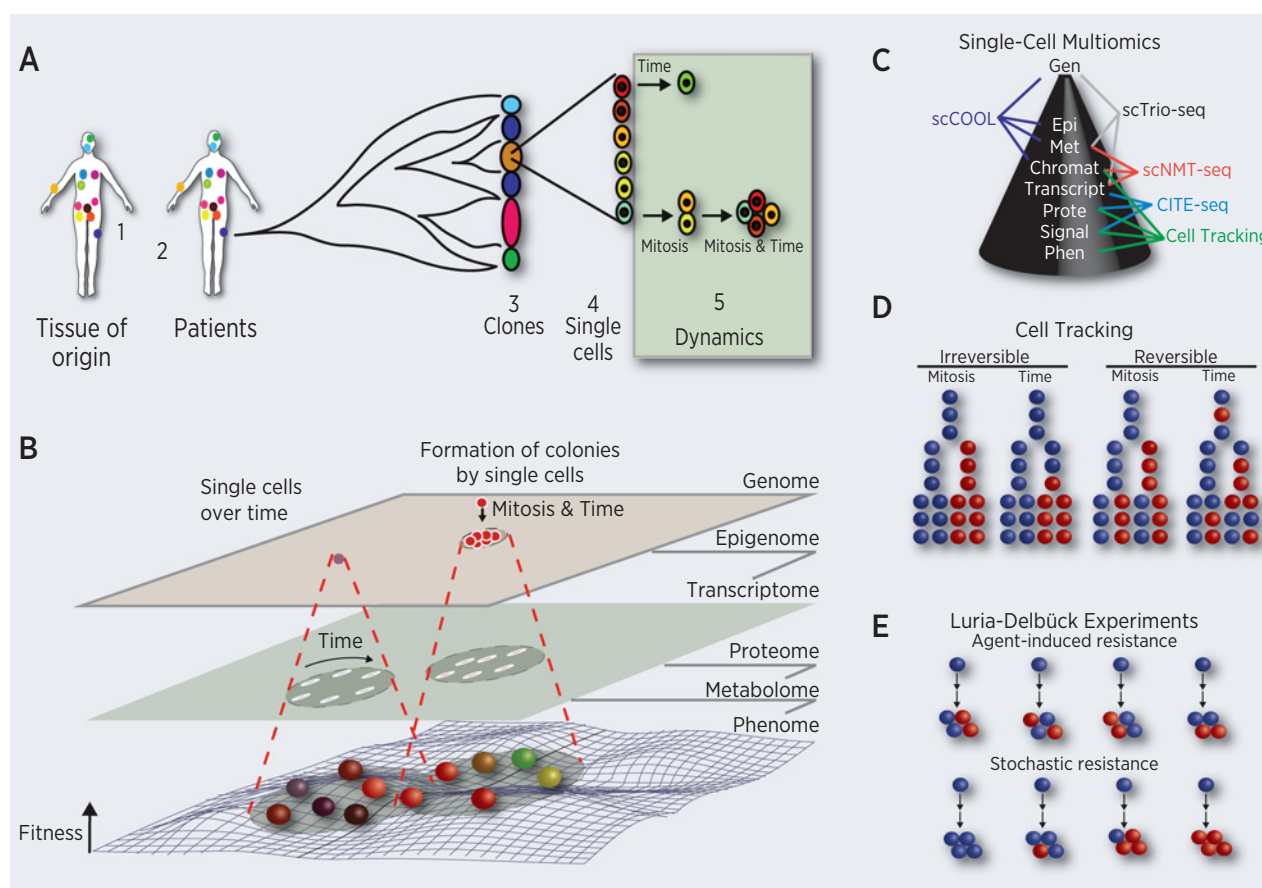 A
1
2
Tissue of
origin
Patients
3
Clones
4
Single
cells
Time
Mitosis
Mitosis & Time
5
Dynamics
B
Single cells
over time
Formation of colonies
by single cells
Mitosis & Time
Genome
Epigenome
Transcriptome
Time
Proteome
Metabolome
Phenome
Fitness
C
Single-Cell Multiomics
Gen
scCOOL
scTrio-seq
Epi
Met
Chromat
scNMT-seq
Transcript
Prote
CITE-seq
Signal
Cell Tracking
Phen
D
Cell Tracking
Irreversible
Reversible
Mitosis
Time
Mitosis
Time
E
Luria-Delbück Experiments
Agent-induced resistance
Stochastic resistance